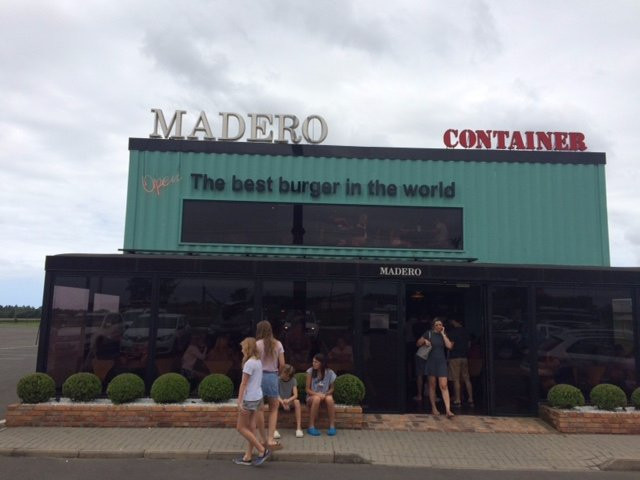 MADERO
CONTAINER
Open
The best burger in the world
MADERO